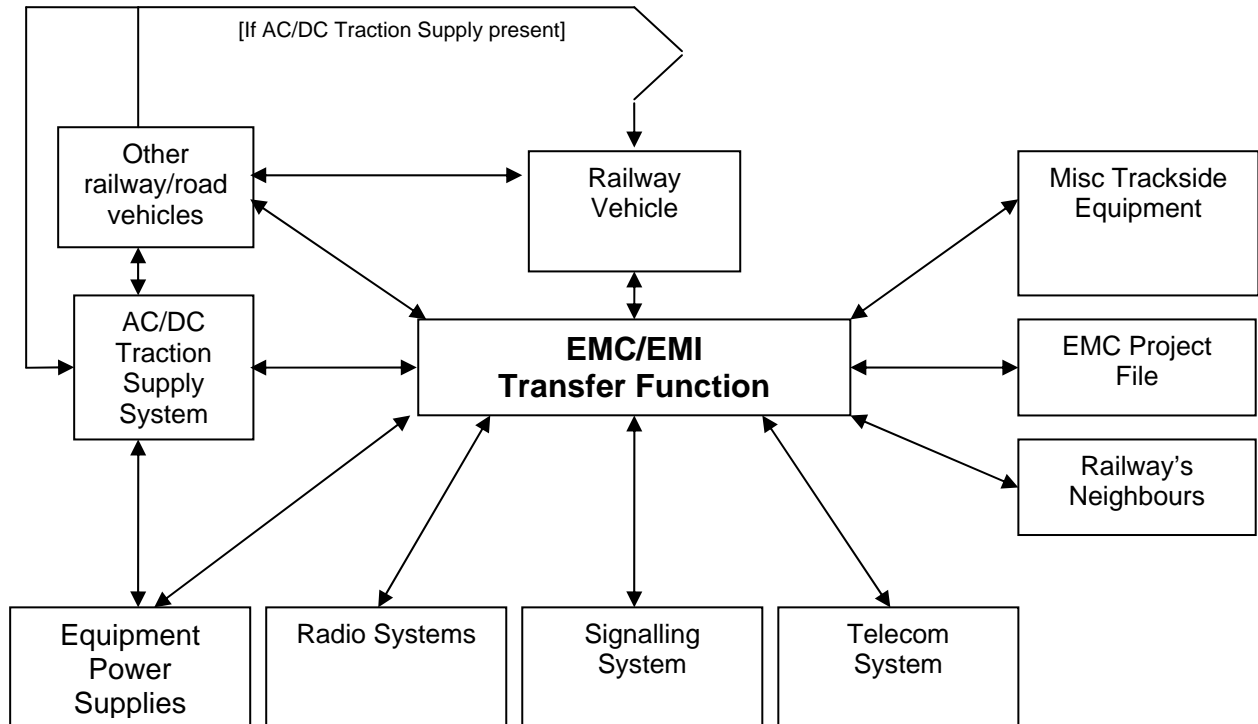 [If AC/DC Traction Supply present]
Other
railway/road
vehicles
Railway
Vehicle
Misc Trackside
Equipment
AC/DC
Traction
Supply
System
EMC/EMI
Transfer Function
EMC Project
File
Railway’s
Neighbours
Equipment
Power
Supplies
Radio Systems
Signalling
System
Telecom
System